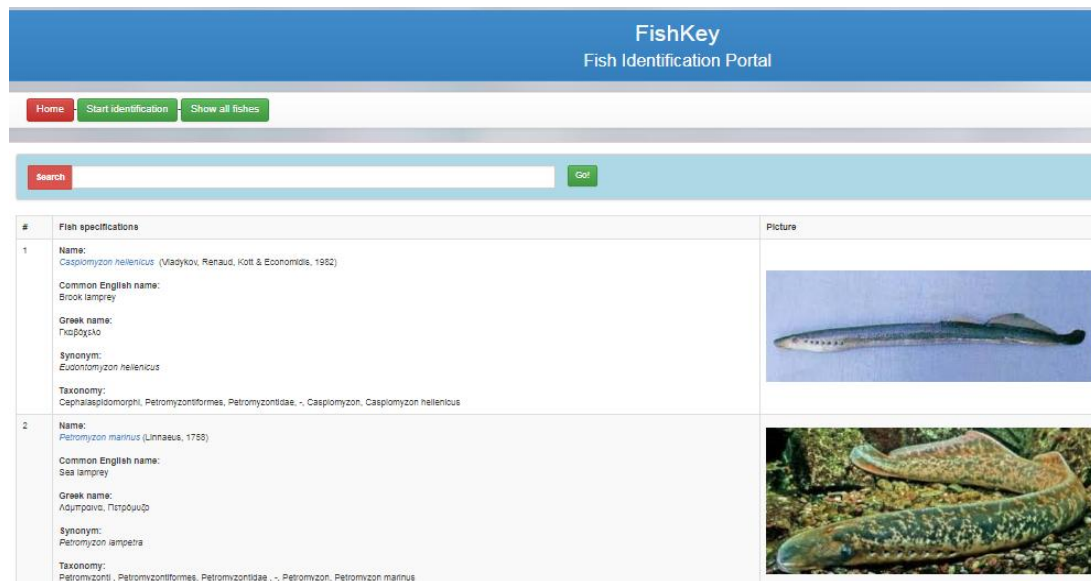 FishKey
Fish Identification Portal
Home
Start identification
Show all fishes
Search
Go!
#
Fish specifications
Picture
1
Name:
Caspiomyzon hellenicus (Vladykov, Renaud, Kott & Economidis, 1982)
Common English name:
Brook lamprey
Greek name:
Γκαβόχελο
Synonym:
Eudontomyzon hellenicus
Taxonomy:
Cephalaspidomorphi, Petromyzontiformes, Petromyzontidae, -, Caspiomyzon, Caspiomyzon hellenicus
2
Name:
Petromyzon marinus (Linnaeus, 1758)
Common English name:
Sea lamprey
Greek name:
Λάμπραινα, Πετρόμυζο
Synonym:
Petromyzon lampetra
Taxonomy:
Petromyzonti , Petromyzontiformes, Petromyzontidae , -, Petromyzon, Petromyzon marinus